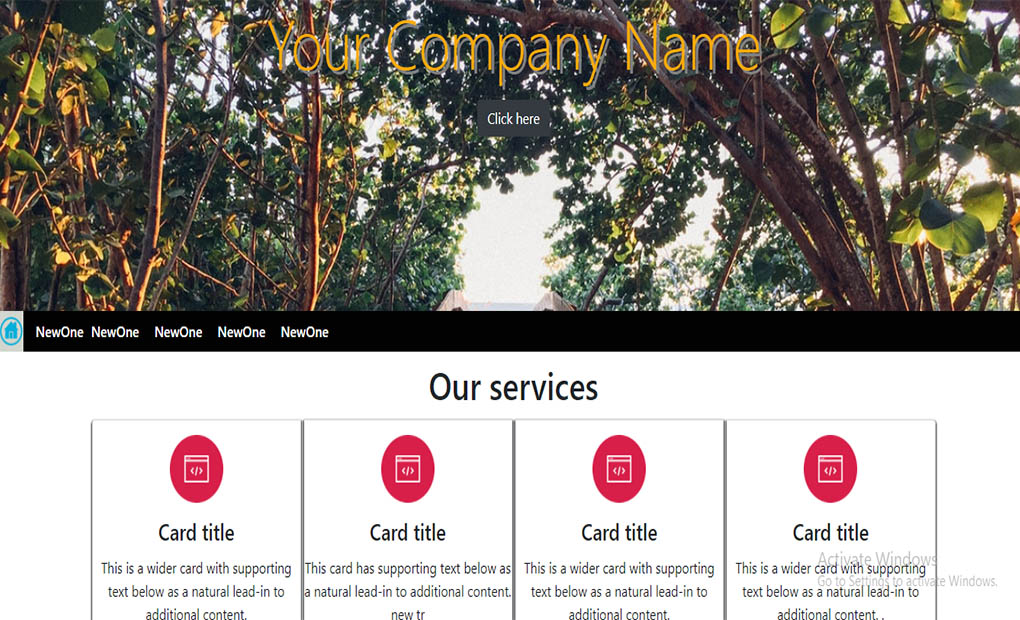 Your Company Name
Click here
NewOne NewOne NewOne NewOne NewOne
Our services
Card title
This is a wider card with supporting
text below as a natural lead-in to
additional content.
Card title
This card has supporting text below as
a natural lead-in to additional content.
new tr
Card title
This is a wider card with supporting
text below as a natural lead-in to
additional content.
Card title
This is a wider card with supporting
text below as a natural lead-in to
additional content. .
Activate Windows
Go to Settings to activate Windows.